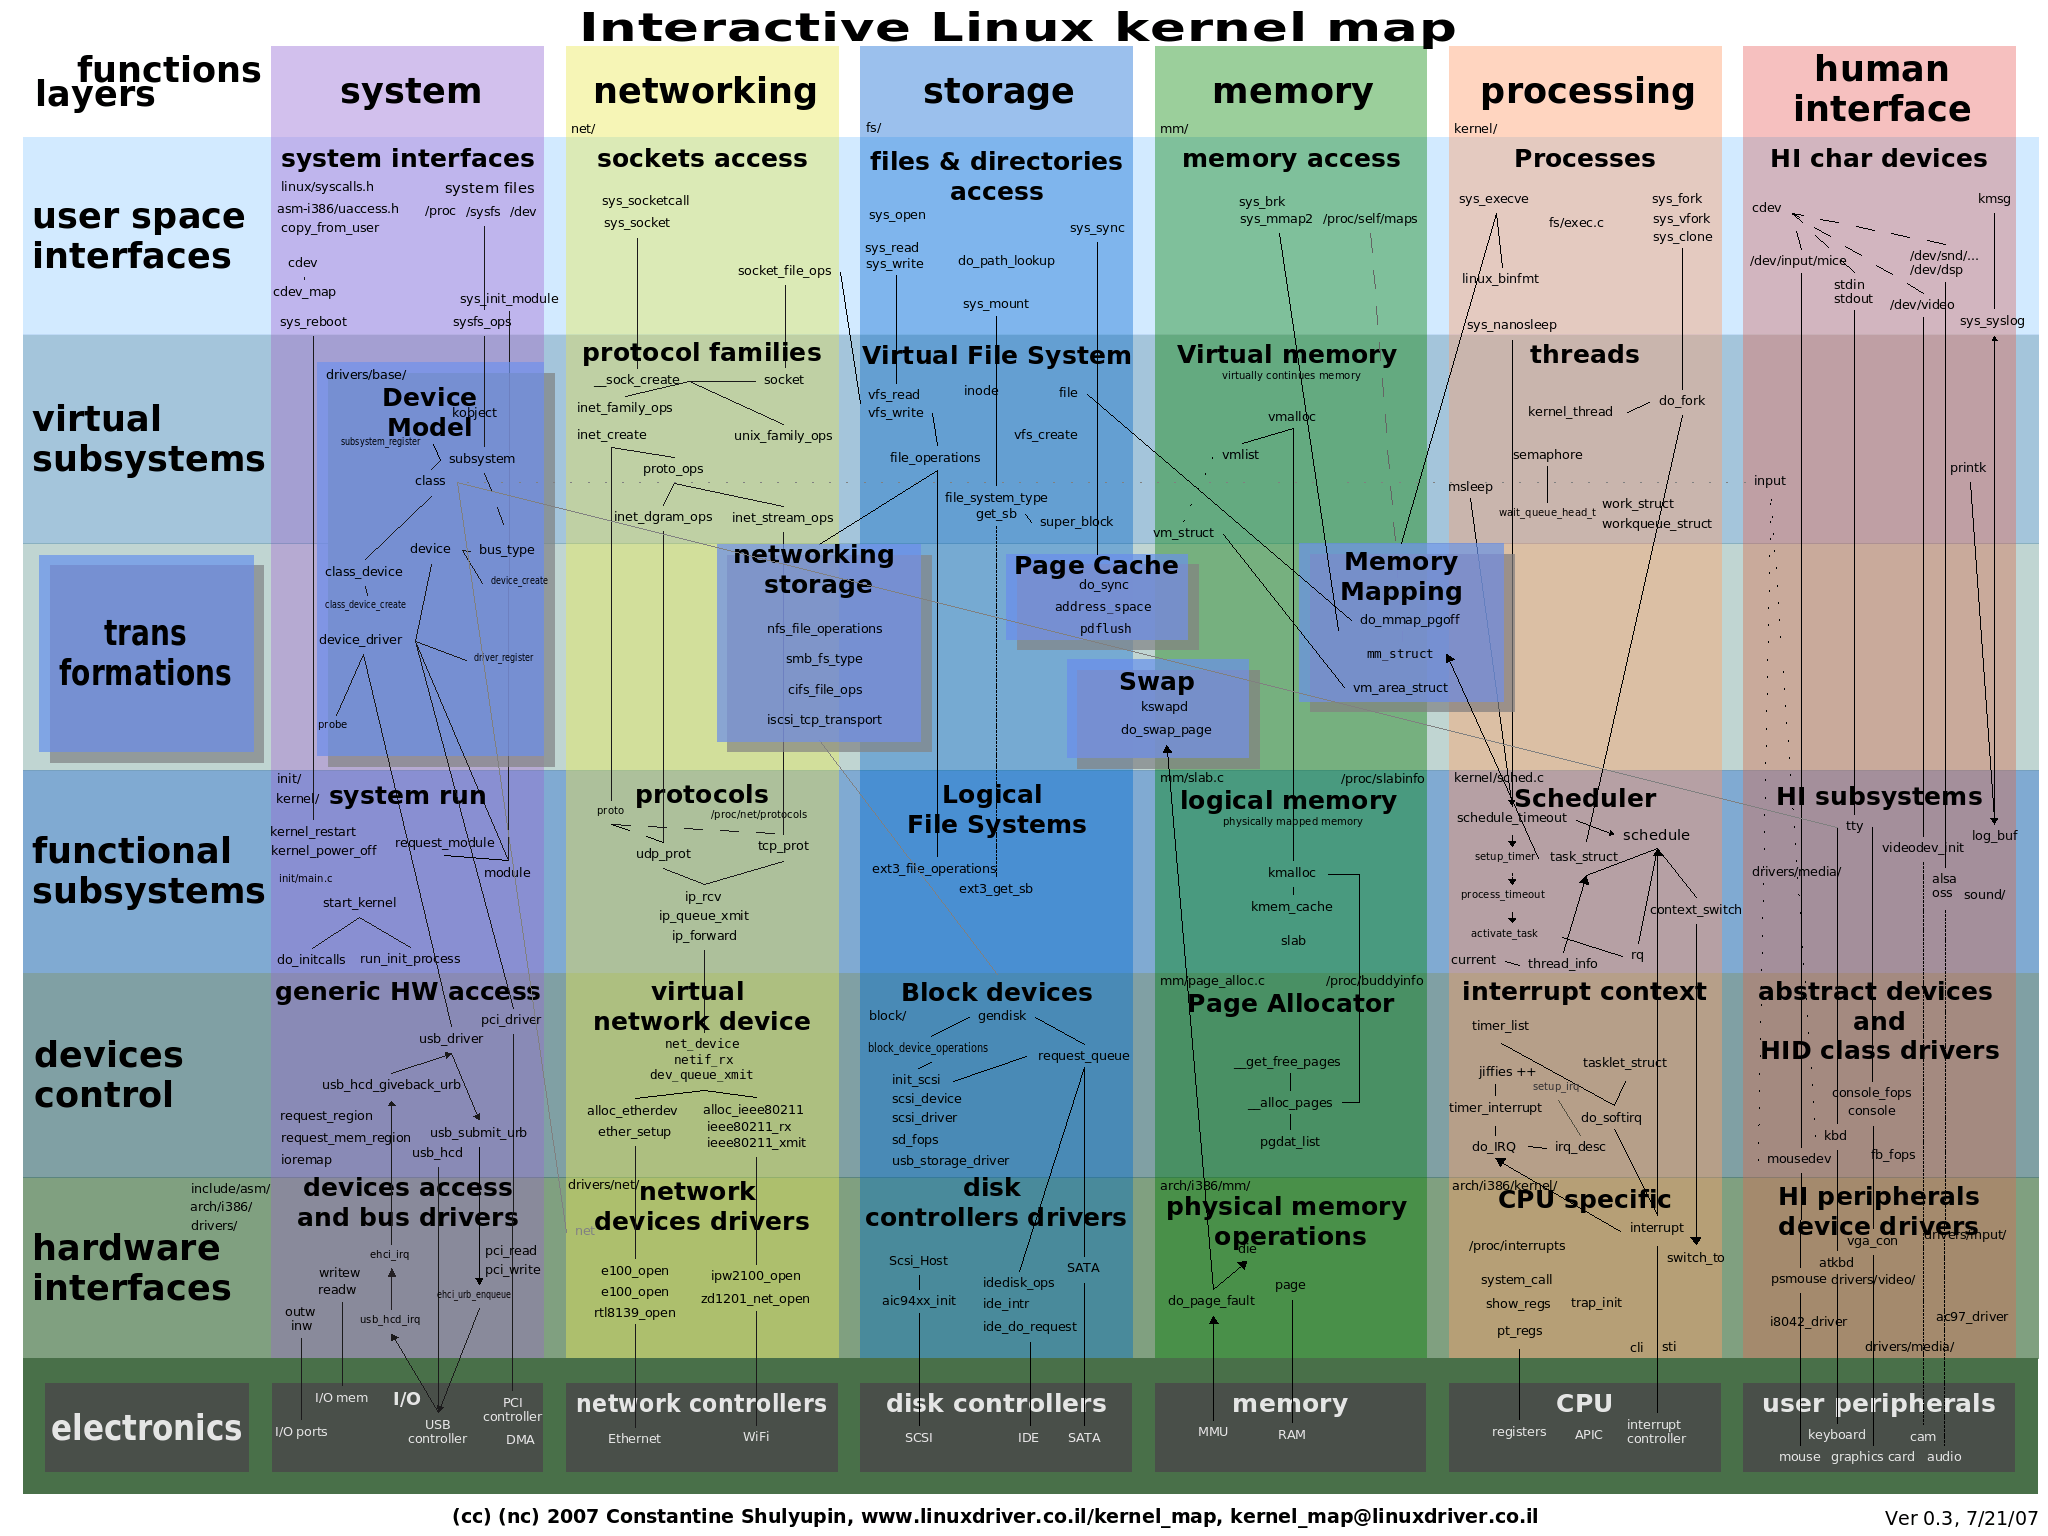 Interactive Linux kernel map
functions
layers
system
networking
storage
memory
processing
human
interface
net/
fs/
mm/
kernel/
user space
interfaces
system interfaces
linux/syscalls.h
system files
asm-i386/uaccess.h
/proc /sysfs /dev
copy_from_user
cdev
cdev_map
sys_init_module
sys_reboot
sysfs_ops
sockets access
sys_socketcall
sys_socket
socket_file_ops
files & directories
access
sys_open
sys_sync
sys_read
sys_write
do_path_lookup
sys_mount
memory access
sys_brk
sys_mmap2 /proc/self/maps
Processes
sys_execve
sys_fork
fs/exec.c
sys_vfork
sys_clone
linux_binfmt
sys_nanosleep
HI char devices
cdev
kmsg
/dev/input/mice
/dev/snd/...
/dev/dsp
stdin
stdout
/dev/video
sys_syslog
virtual
subsystems
drivers/base/
Device
Model
kobject
subsystem_register
subsystem
class
device
bus_type
class_device
device_create
class_device_create
device_driver
driver_register
probe
protocol families
__sock_create
socket
inet_family_ops
inet_create
unix_family_ops
proto_ops
inet_dgram_ops
inet_stream_ops
Virtual File System
inode
file
vfs_read
vfs_write
vfs_create
file_operations
file_system_type
get_sb
super_block
Virtual memory
virtually continues memory
vmalloc
vmlist
vm_struct
threads
kernel_thread
do_fork
semaphore
msleep
wait_queue_head_t
work_struct
workqueue_struct
input
printk
trans
formations
networking
storage
nfs_file_operations
smb_fs_type
cifs_file_ops
iscsi_tcp_transport
Page Cache
do_sync
address_space
pdflush
Swap
kswapd
do_swap_page
Memory
Mapping
do_mmap_pgoff
mm_struct
vm_area_struct
functional
subsystems
init/
kernel/
system run
kernel_restart
kernel_power_off
request_module
init/main.c
module
start_kernel
do_initcalls
run_init_process
protocols
proto
/proc/net/protocols
udp_prot
tcp_prot
ip_rcv
ip_queue_xmit
ip_forward
Logical
File Systems
ext3_file_operations
ext3_get_sb
mm/slab.c
/proc/slabinfo
logical memory
physically mapped memory
kmalloc
kmem_cache
slab
kernel/sched.c
Scheduler
schedule_timeout
schedule
setup_timer
task_struct
process_timeout
context_switch
activate_task
current
thread_info
rq
HI subsystems
tty
log_buf
videodev_init
drivers/media/
alsa
oss
sound/
devices
control
generic HW access
pci_driver
usb_driver
usb_hcd_giveback_urb
request_region
request_mem_region
usb_submit_urb
ioremap
usb_hcd
virtual
network device
net_device
netif_rx
dev_queue_xmit
alloc_etherdev
ether_setup
alloc_ieee80211
ieee80211_rx
ieee80211_xmit
Block devices
block/
gendisk
block_device_operations
request_queue
init_scsi
scsi_device
scsi_driver
sd_fops
usb_storage_driver
mm/page_alloc.c
/proc/buddyinfo
Page Allocator
__get_free_pages
__alloc_pages
pgdat_list
interrupt context
timer_list
tasklet_struct
jiffies ++
setup_irq
timer_interrupt
do_softirq
do_IRQ
irq_desc
abstract devices
and
HID class drivers
console_fops
console
kbd
mousedev
fb_fops
hardware
interfaces
include/asm/
arch/i386/
drivers/
devices access
and bus drivers
ehci_irq
pci_read
pci_write
writew
readw
ehci_urb_enqueue
outw
inw
usb_hcd_irq
drivers/net/
network
devices drivers
net
e100_open
e100_open
rtl8139_open
ipw2100_open
zd1201_net_open
disk
controllers drivers
Scsi_Host
SATA
aic94xx_init
idedisk_ops
ide_intr
ide_do_request
arch/i386/mm/
physical memory
operations
die
page
do_page_fault
arch/i386/kernel/
CPU specific
interrupt
/proc/interrupts
switch_to
system_call
show_regs
trap_init
pt_regs
cli
sti
HI peripherals
device drivers
drivers/input/
vga_con
atkbd
psmouse
drivers/video/
i8042_driver
ac97_driver
drivers/media/
electronics
I/O mem
I/O
PCI
controller
I/O ports
USB
controller
DMA
network controllers
Ethernet
WiFi
disk controllers
SCSI
IDE
SATA
memory
MMU
RAM
CPU
registers
APIC
interrupt
controller
user peripherals
keyboard
cam
mouse
graphics card
audio
(cc) (nc) 2007 Constantine Shulyupin, www.linuxdriver.co.il/kernel_map, kernel_map@linuxdriver.co.il
Ver 0.3, 7/21/07